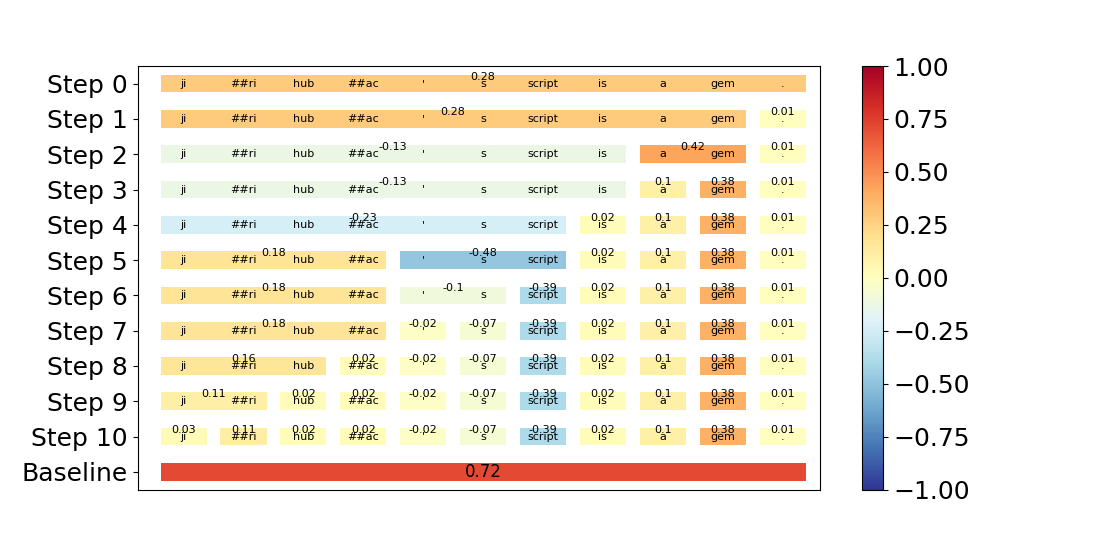 0.28
Step 0 ji ##ri hub ##ac ' s script is a gem .
0.28 0.01
Step 1 ji ##ri hub ##ac ' s script is a gem .
-0.13 0.42 0.01
Step 2 ji ##ri hub ##ac ' s script is a gem .
-0.13 0.1 0.38 0.01
Step 3 ji ##ri hub ##ac ' s script is a gem .
-0.23 0.02 0.1 0.38 0.01
Step 4 ji ##ri hub ##ac ' s script is a gem .
0.18 -0.48 0.02 0.1 0.38 0.01
Step 5 ji ##ri hub ##ac ' s script is a gem .
0.18 -0.1 -0.39 0.02 0.1 0.38 0.01
Step 6 ji ##ri hub ##ac ' s script is a gem .
0.18 -0.02 -0.07 -0.39 0.02 0.1 0.38 0.01
Step 7 ji ##ri hub ##ac ' s script is a gem .
0.16 0.02 -0.02 -0.07 -0.39 0.02 0.1 0.38 0.01
Step 8 ji ##ri hub ##ac ' s script is a gem .
0.11 0.02 0.02 -0.02 -0.07 -0.39 0.02 0.1 0.38 0.01
Step 9 ji ##ri hub ##ac ' s script is a gem .
0.03 0.11 0.02 0.02 -0.02 -0.07 -0.39 0.02 0.1 0.38 0.01
Step 10 ji ##ri hub ##ac ' s script is a gem .
Baseline 0.72
1.00
0.75
0.50
0.25
0.00
−0.25
−0.50
−0.75
−1.00